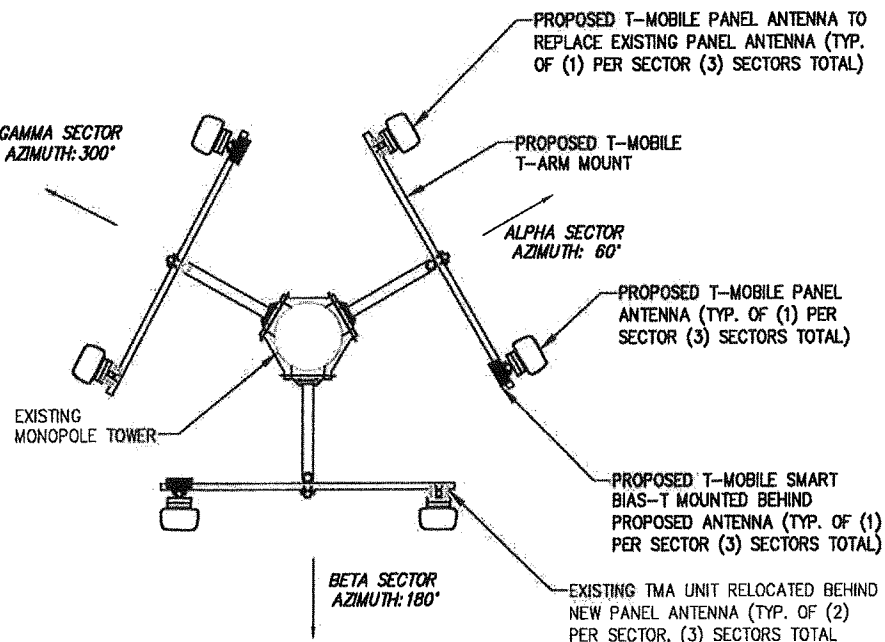 PROPOSED T-MOBILE PANEL ANTENNA TO
REPLACE EXISTING PANEL ANTENNA (TYP.
OF (1) PER SECTOR (3) SECTORS TOTAL)
GAMMA SECTOR
AZIMUTH: 300°
PROPOSED T-MOBILE
T-ARM MOUNT
ALPHA SECTOR
AZIMUTH: 60°
PROPOSED T-MOBILE PANEL
ANTENNA (TYP. OF (1) PER
SECTOR (3) SECTORS TOTAL)
EXISTING
MONOPOLE TOWER
PROPOSED T-MOBILE SMART
BIAS-T MOUNTED BEHIND
PROPOSED ANTENNA (TYP. OF (1)
PER SECTOR (3) SECTORS TOTAL)
BETA SECTOR
AZIMUTH: 180°
EXISTING TMA UNIT RELOCATED BEHIND
NEW PANEL ANTENNA (TYP. OF (2)
PER SECTOR, (3) SECTORS TOTAL